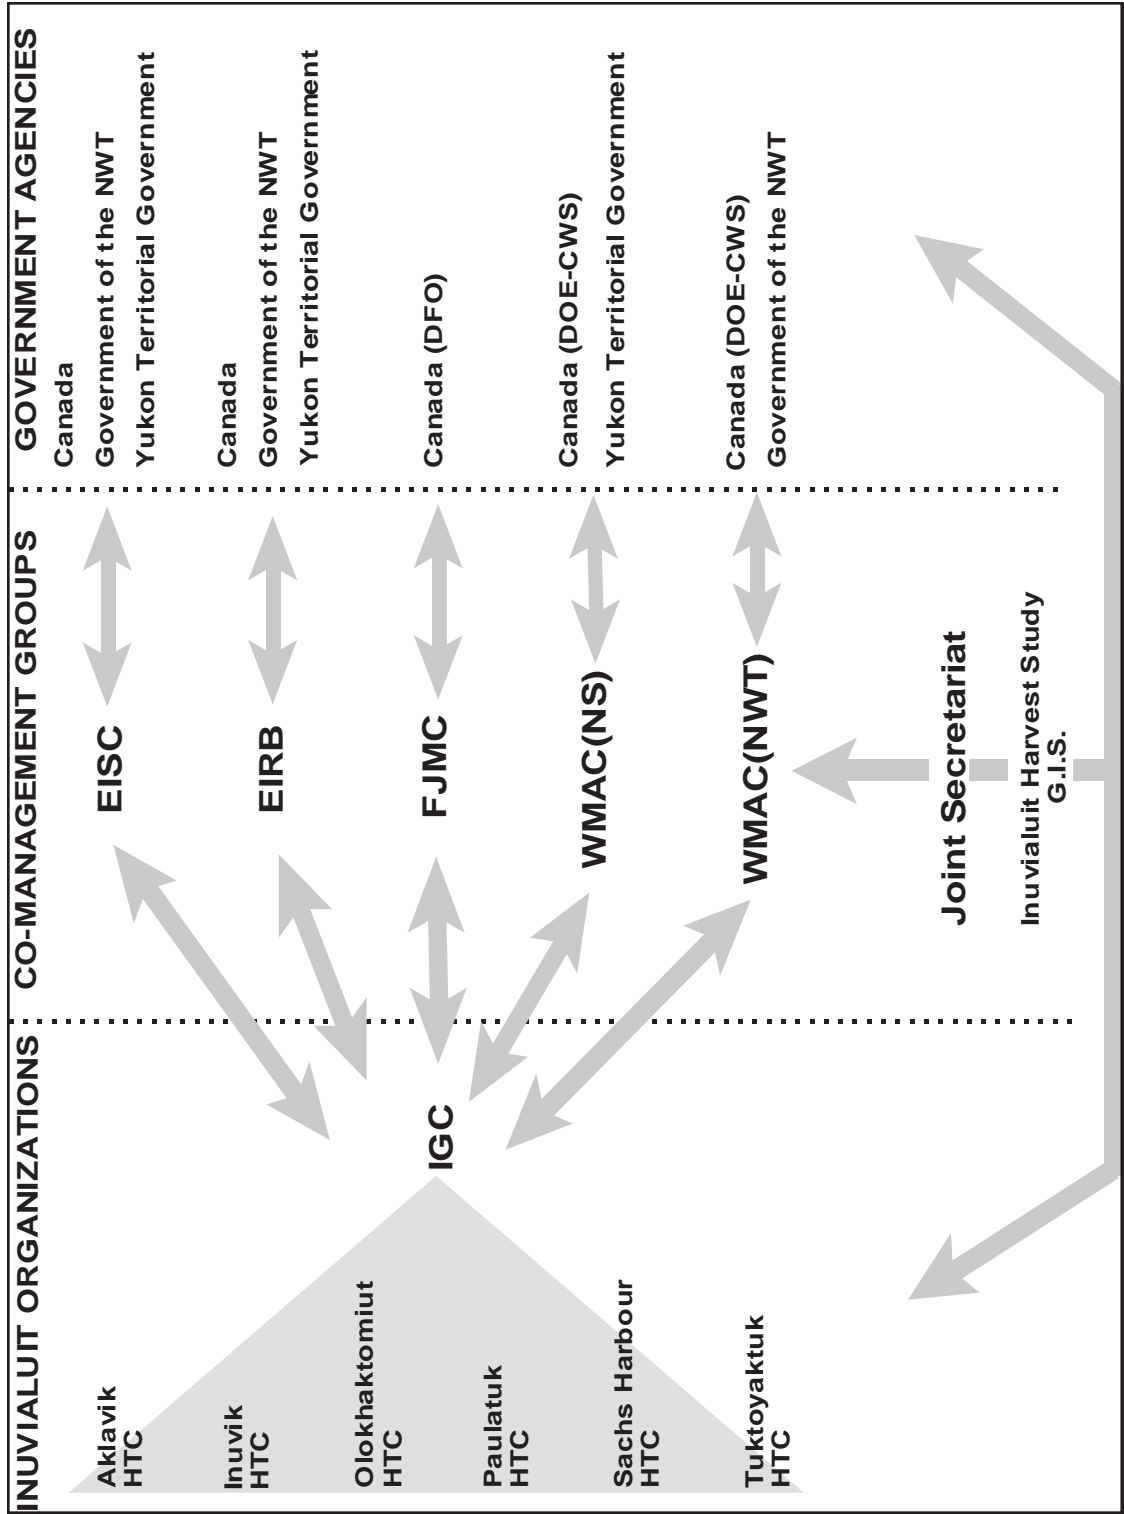 INUVIALUIT ORGANIZATIONS
CO-MANAGEMENT GROUPS
GOVERNMENT AGENCIES
Aklavik
HTC
Inuvik
HTC
Olokhaktomiut
HTC
Paulatuk
HTC
Sachs Harbour
HTC
Tuktoyaktuk
HTC
IGC
EISC
EIRB
FJMC
WMAC(NS)
WMAC(NWT)
Joint Secretariat
Inuvialuit Harvest Study
G.I.S.
Canada
Government of the NWT
Yukon Territorial Government
Canada
Government of the NWT
Yukon Territorial Government
Canada (DFO)
Canada (DOE-CWS)
Yukon Territorial Government
Canada (DOE-CWS)
Government of the NWT